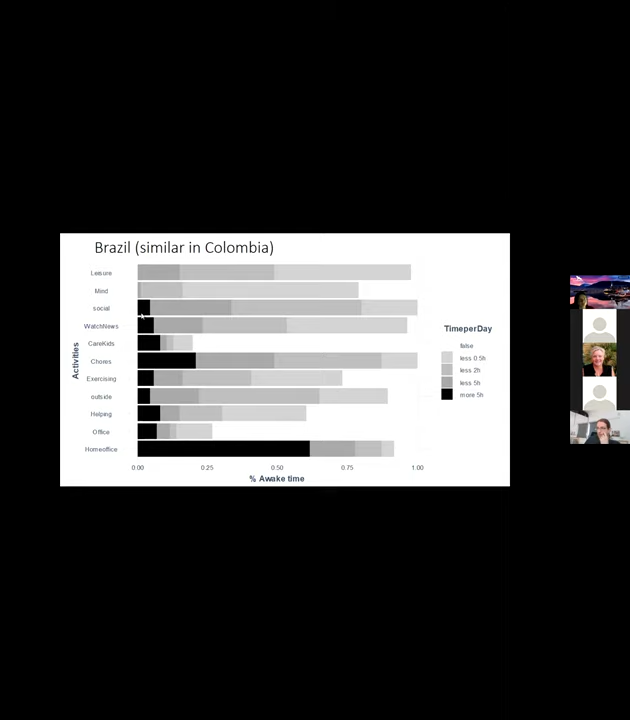 Brazil (similar in Colombia)
Leisure
Mind
social
WatchNews
CareKids
Chores
Exercising
outside
Helping
Office
Homeoffice
Activities
0.00 0.25 0.50 0.75 1.00
% Awake time
TimeperDay
false
less 0.5h
less 2h
less 5h
more 5h